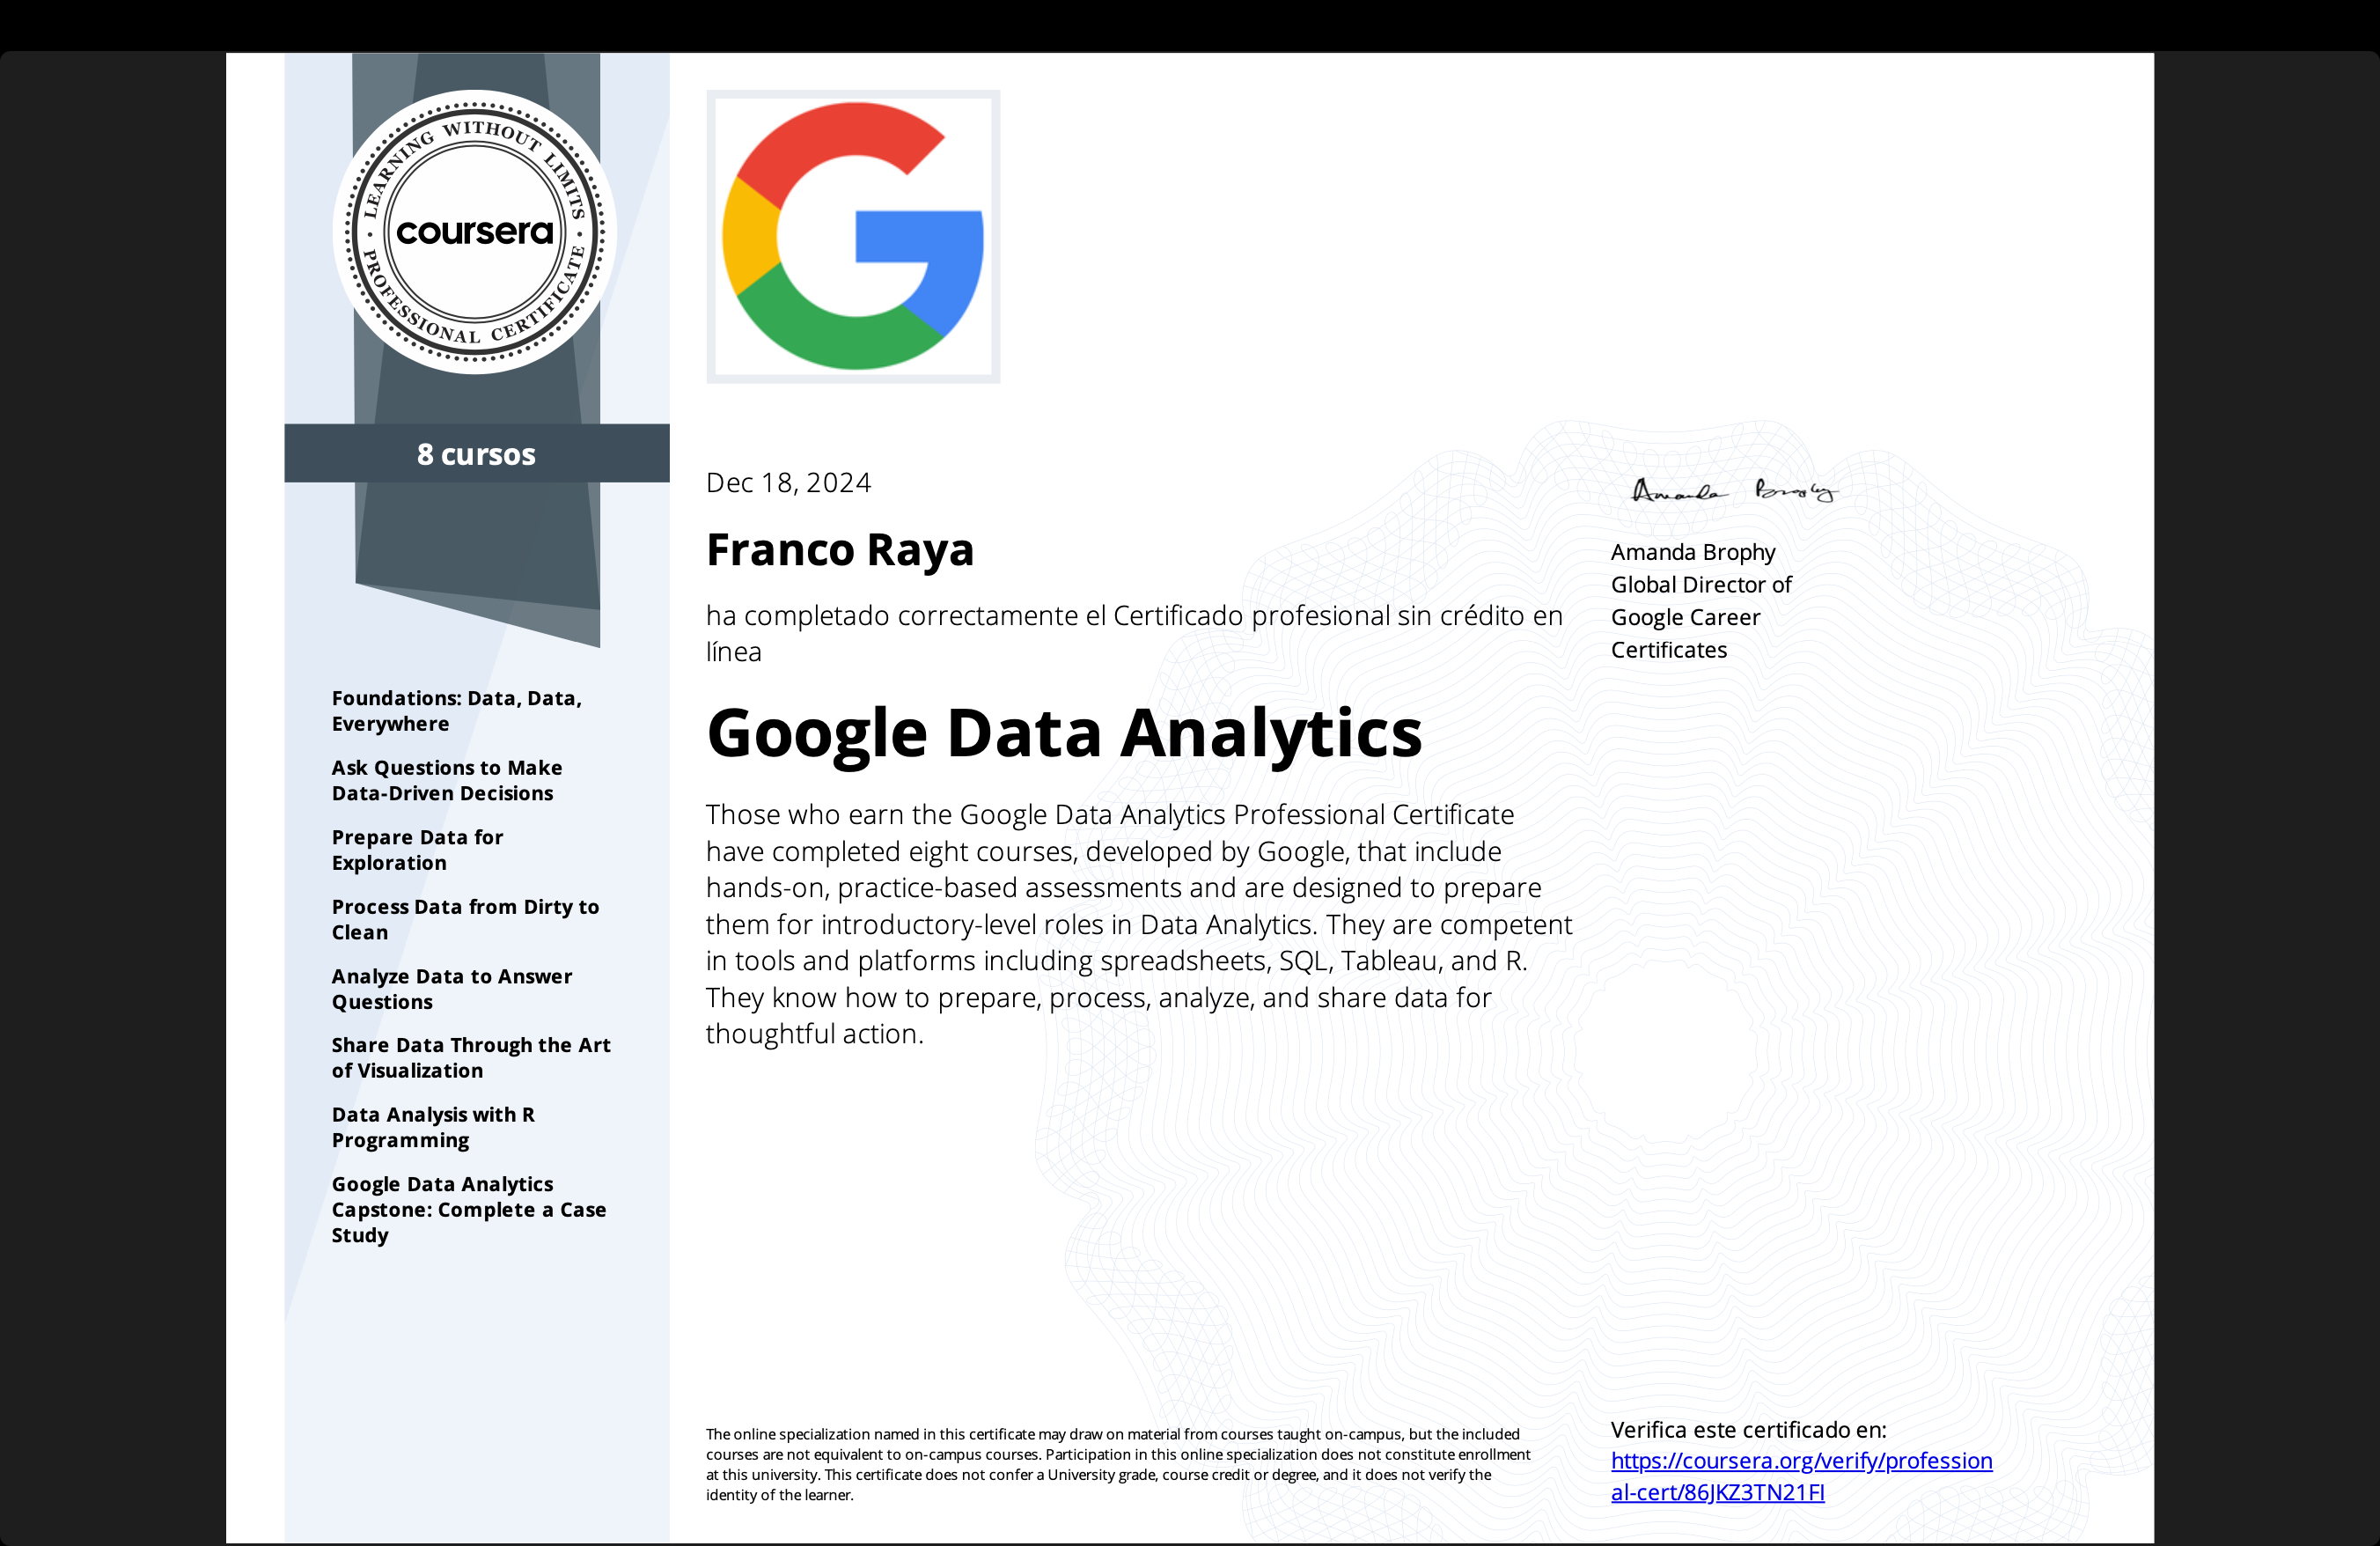 LEARNING WITHOUT LIMITS
coursera
PROFESSIONAL CERTIFICATE
8 cursos
Foundations: Data, Data,
Everywhere
Ask Questions to Make
Data-Driven Decisions
Prepare Data for
Exploration
Process Data from Dirty to
Clean
Analyze Data to Answer
Questions
Share Data Through the Art
of Visualization
Data Analysis with R
Programming
Google Data Analytics
Capstone: Complete a Case
Study
Dec 18, 2024
Franco Raya
ha completado correctamente el Certificado profesional sin crédito en
línea
Google Data Analytics
Those who earn the Google Data Analytics Professional Certificate
have completed eight courses, developed by Google, that include
hands-on, practice-based assessments and are designed to prepare
them for introductory-level roles in Data Analytics. They are competent
in tools and platforms including spreadsheets, SQL, Tableau, and R.
They know how to prepare, process, analyze, and share data for
thoughtful action.
Amanda Brophy
Amanda Brophy
Global Director of
Google Career
Certificates
The online specialization named in this certificate may draw on material from courses taught on-campus, but the included
courses are not equivalent to on-campus courses. Participation in this online specialization does not constitute enrollment
at this university. This certificate does not confer a University grade, course credit or degree, and it does not verify the
identity of the learner.
Verifica este certificado en:
https://coursera.org/verify/profession
al-cert/86JKZ3TN21FI